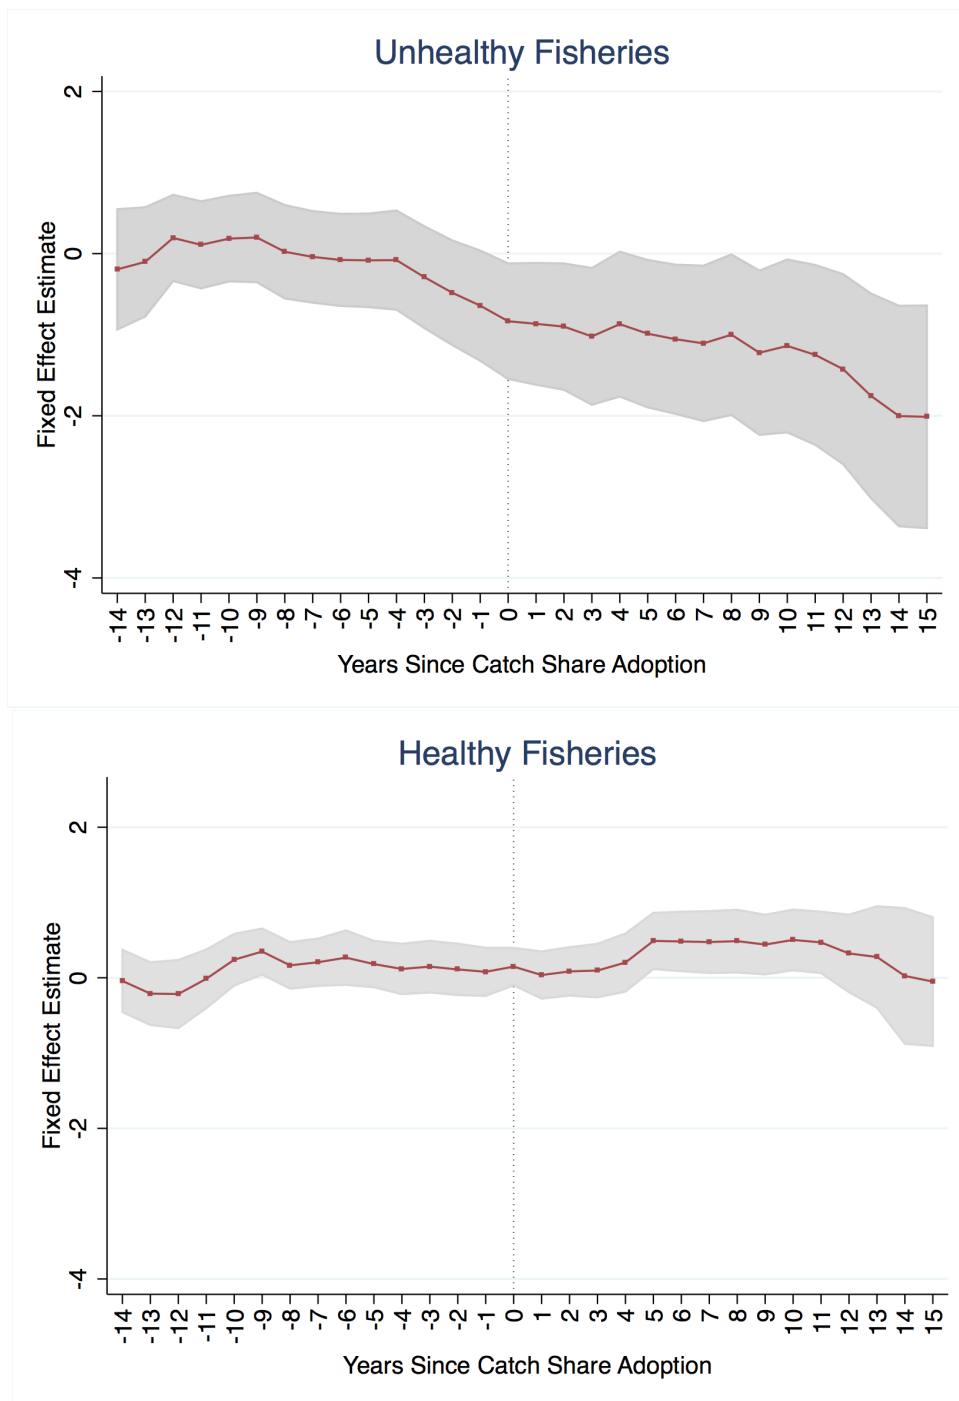 Unhealthy Fisheries
Fixed Effect Estimate
2
0
-2
-4
-14 -13 -12 -11 -10 -9 -8 -7 -6 -5 -4 -3 -2 -1 0 1 2 3 4 5 6 7 8 9 10 11 12 13 14 15
Years Since Catch Share Adoption
Healthy Fisheries
Fixed Effect Estimate
2
0
-2
-4
-14 -13 -12 -11 -10 -9 -8 -7 -6 -5 -4 -3 -2 -1 0 1 2 3 4 5 6 7 8 9 10 11 12 13 14 15
Years Since Catch Share Adoption